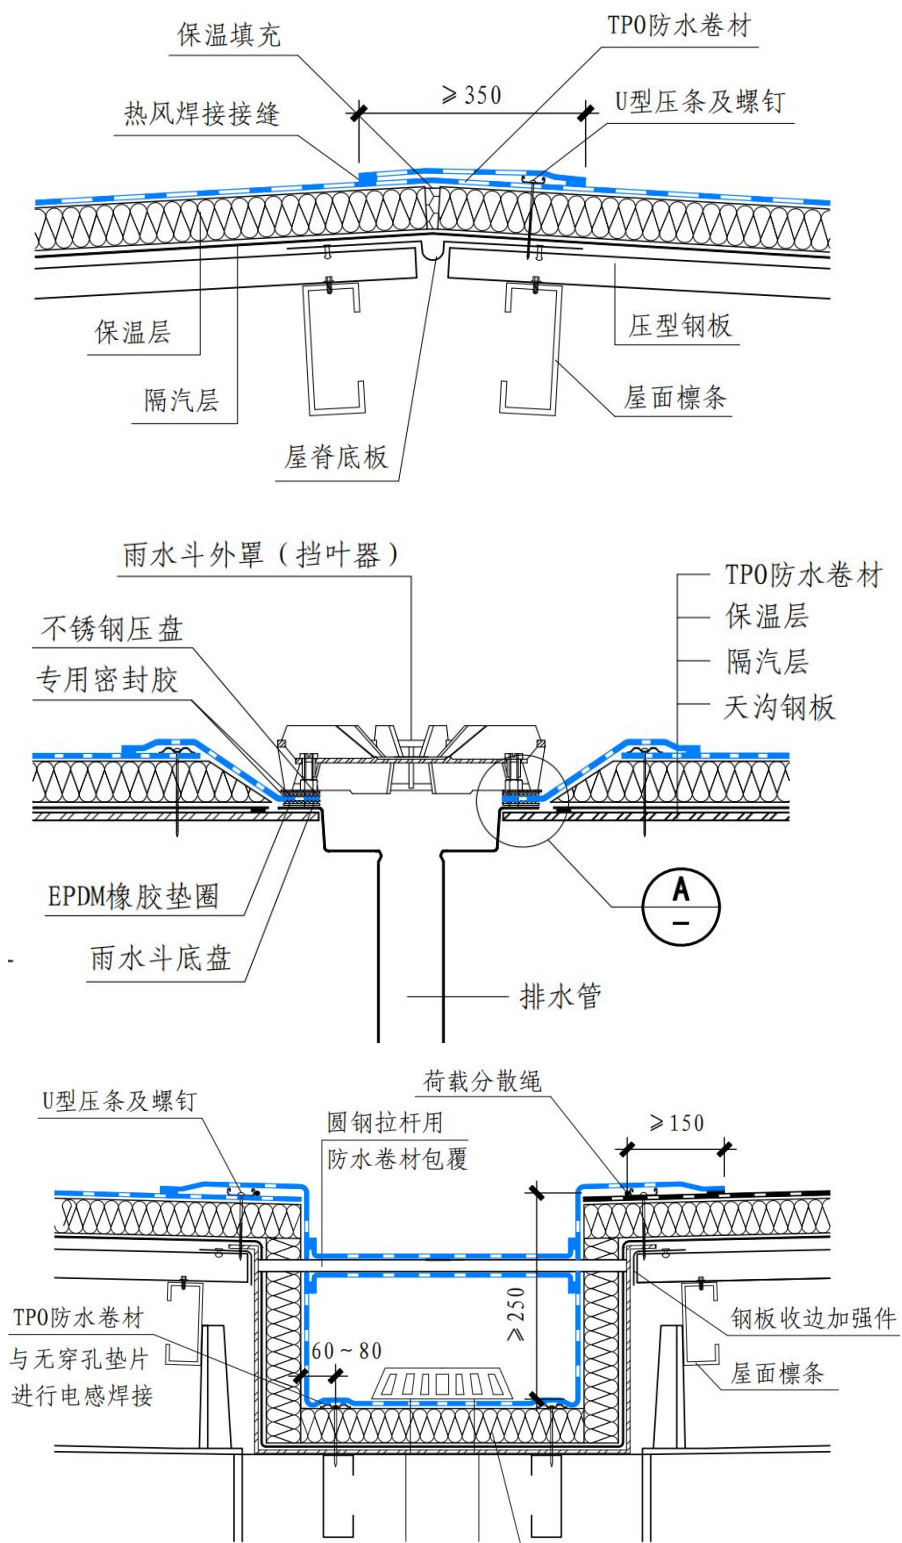 保温填充
TPO防水卷材
≥350
U型压条及螺钉
热风焊接接缝
保温层
压型钢板
隔汽层
屋面檩条
屋脊底板
雨水斗外罩（挡叶器）
TPO防水卷材
不锈钢压盘
保温层
专用密封胶
隔汽层
天沟钢板
EPDM橡胶垫圈
A
雨水斗底盘
排水管
荷载分散绳
U型压条及螺钉
圆钢拉杆用
防水卷材包覆
≥150
≥250
TPO防水卷材
与无穿孔垫片
进行电感焊接
60~80
钢板收边加强件
屋面檩条